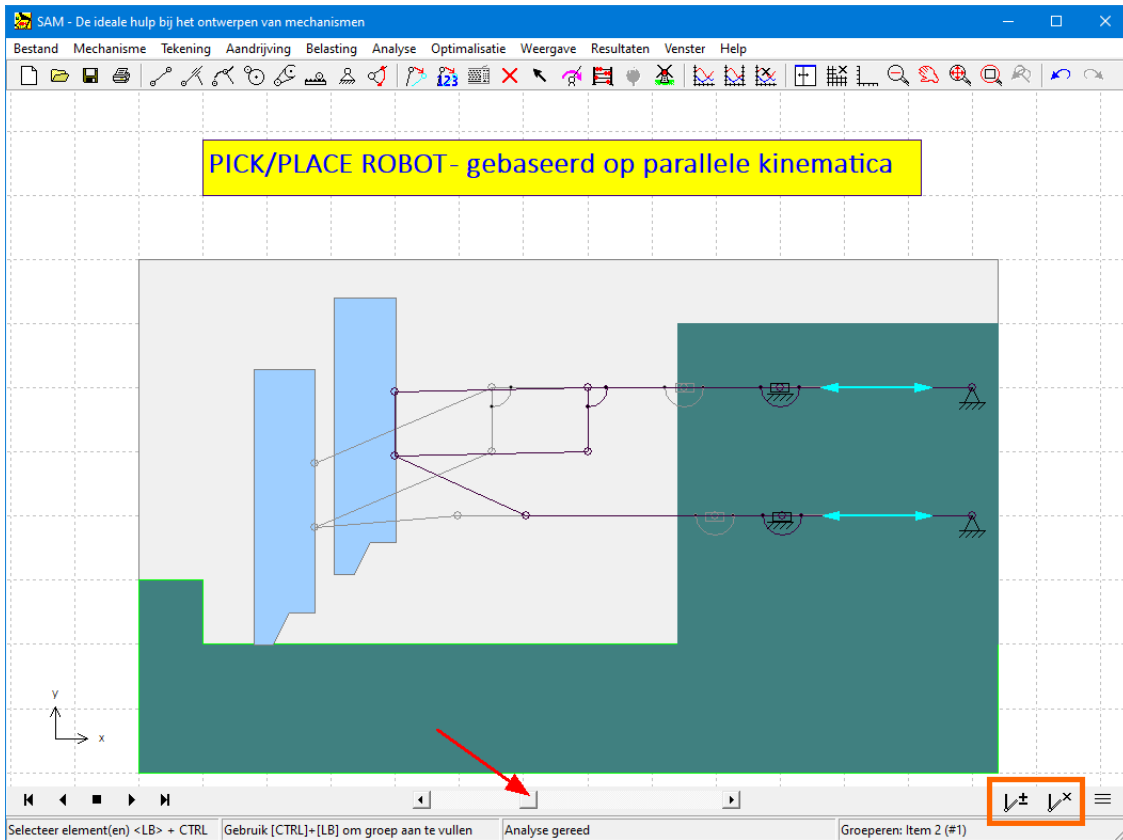 SAM - De ideale hulp bij het ontwerpen van mechanismen
Bestand Mechanisme Tekening Aandrijving Belasting Analyse Optimalisatie Weergave Resultaten Venster Help
123
PICK/PLACE ROBOT- gebaseerd op parallele kinematica
y
x
Selecteer element(en) <LB> + CTRL Gebruik [CTRL]+[LB] om groep aan te vullen Analyse gereed Groeperen: Item 2 (#1)